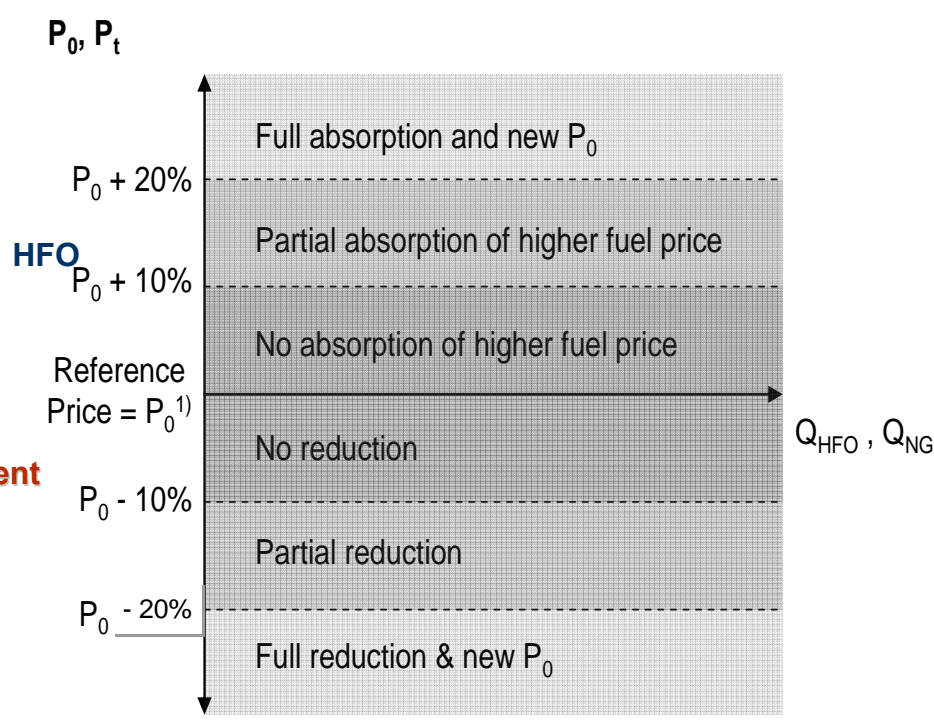 P0, Pt
Full absorption and new P0
P0 + 20%
Partial absorption of higher fuel price
HFO
P0 + 10%
No absorption of higher fuel price
Reference
Price = P0 1)
QHFO , QNG
No reduction
ent
P0 - 10%
Partial reduction
P0 - 20%
Full reduction & new P0